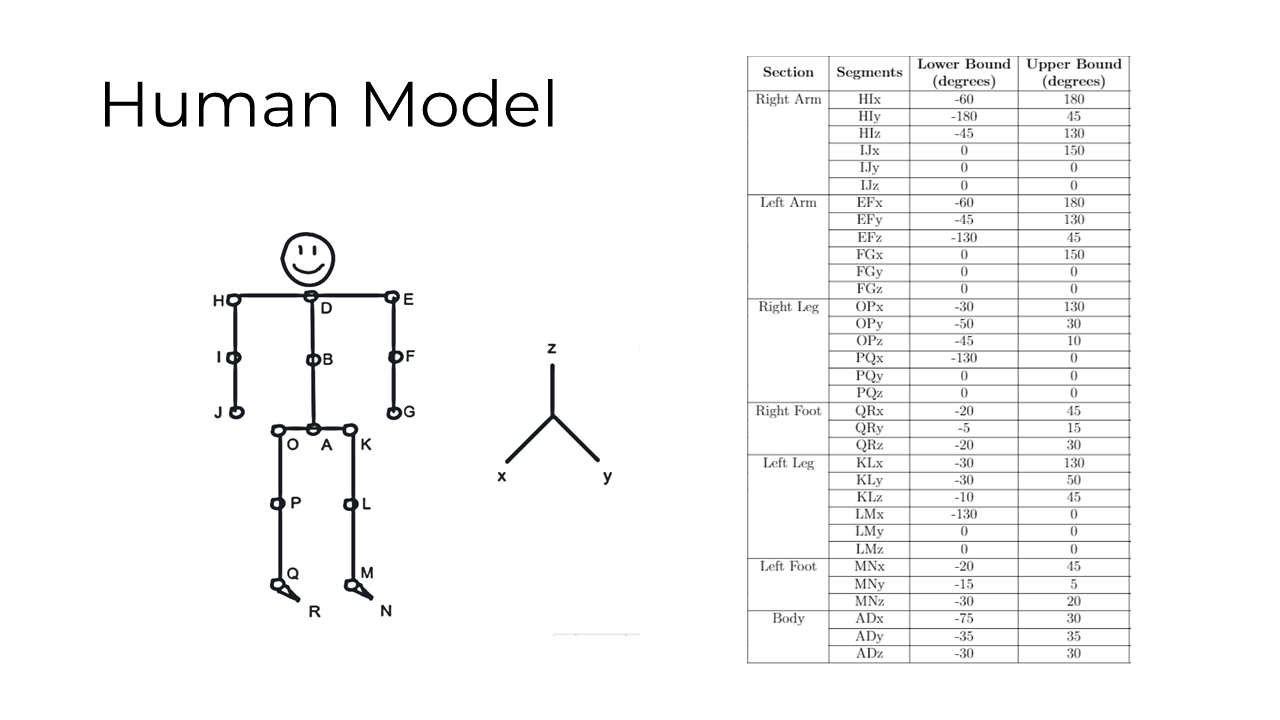 Human Model
H
D
E
I
B
F
J
G
O
A
K
P
L
Q
M
R
N
z
x
y
Section Segments Lower Bound (degrees) Upper Bound (degrees)
Right Arm HIx -60 180
HIy -180 45
HIz -45 130
IJx 0 150
IJy 0 0
IJz 0 0
Left Arm EFx -60 180
EFy -45 130
EFz -130 45
FGx 0 150
FGy 0 0
FGz 0 0
Right Leg OPx -30 130
OPy -50 30
OPz -45 10
PQx -130 0
PQy 0 0
PQz 0 0
Right Foot QRx -20 45
QRy -5 15
QRz -20 30
Left Leg KLx -30 130
KLy -30 50
KLz -10 45
LMx -130 0
LMy 0 0
LMz 0 0
Left Foot MNx -20 45
MNy -15 5
MNz -30 20
Body ADx -75 30
ADy -35 35
ADz -30 30